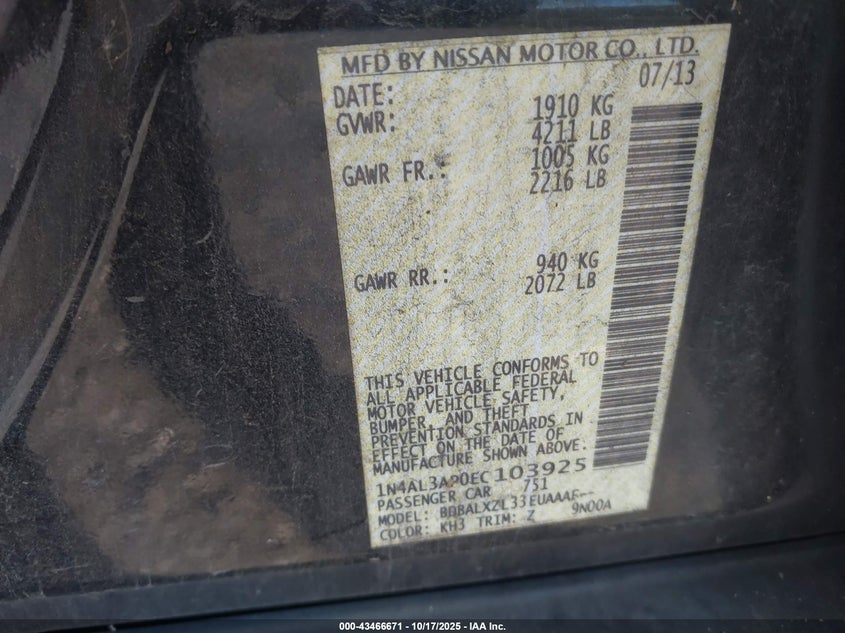 MFD BY NISSAN MOTOR CO., LTD.
DATE: 07/13
GVWR: 1910 KG
4211 LB
GAWR FR.: 1005 KG
2216 LB
GAWR RR.: 940 KG
2072 LB
THIS VEHICLE CONFORMS TO
ALL APPLICABLE FEDERAL
MOTOR VEHICLE SAFETY,
BUMPER, AND THEFT
PREVENTION STANDARDS IN
EFFECT ON THE DATE OF
MANUFACTURE SHOWN ABOVE.
1N4AL3AP0EC103925
PASSENGER CAR 751
MODEL: BDBALXZL33EUAAAE--
COLOR: KH3 TRIM: Z 9N00A
000-43466671 - 10/17/2025 - IAA Inc.